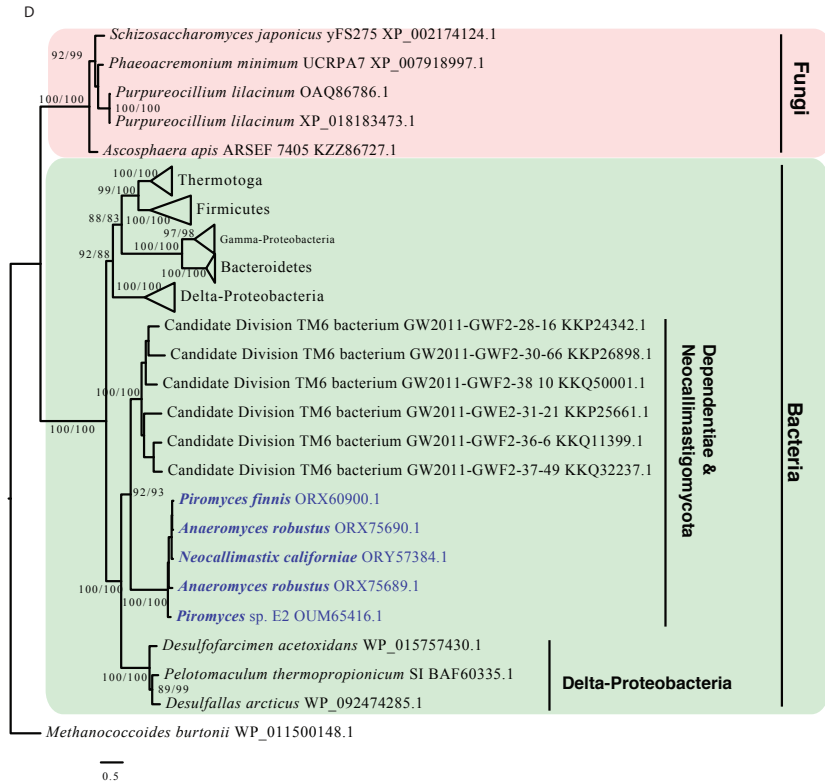 D
Schizosaccharomyces japonicus yFS275 XP_002174124.1
92/99
Phaeoacremonium minimum UCRPA7 XP_007918997.1
Purpureocillium lilacinum OAQ86786.1
100/100
100/100
Purpureocillium lilacinum XP_018183473.1
Ascosphaera apis ARSEF 7405 KZZ86727.1
Fungi
100/100
Thermotoga
99/100
Firmicutes
100/100
88/83
97/98
Gamma-Proteobacteria
100/100
92/88
Bacteroidetes
100/100
100/100
Delta-Proteobacteria
Candidate Division TM6 bacterium GW2011-GWF2-28-16 KKP24342.1
Candidate Division TM6 bacterium GW2011-GWF2-30-66 KKP26898.1
Candidate Division TM6 bacterium GW2011-GWF2-38 10 KKQ50001.1
100/100
Candidate Division TM6 bacterium GW2011-GWE2-31-21 KKP25661.1
100/100
Candidate Division TM6 bacterium GW2011-GWF2-36-6 KKQ11399.1
Candidate Division TM6 bacterium GW2011-GWF2-37-49 KKQ32237.1
Dependentiae &
Neocallimastigomycota
Bacteria
92/93
Piromyces finnis ORX60900.1
Anaeromyces robustus ORX75690.1
Neocallimastix californiae ORY57384.1
Anaeromyces robustus ORX75689.1
100/100
100/100
Piromyces sp. E2 OUM65416.1
Desulfofarcimen acetoxidans WP_015757430.1
100/100
Pelotomaculum thermopropionicum SI BAF60335.1
89/99
Desulfallas arcticus WP_092474285.1
Delta-Proteobacteria
Methanococcoides burtonii WP_011500148.1
0.5